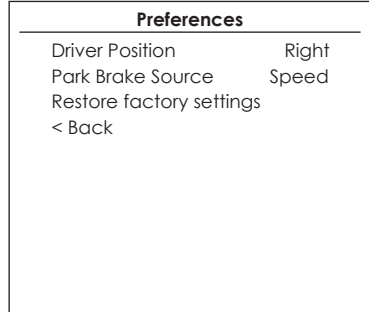 Preferences
Driver Position Right
Park Brake Source Speed
Restore factory settings
< Back